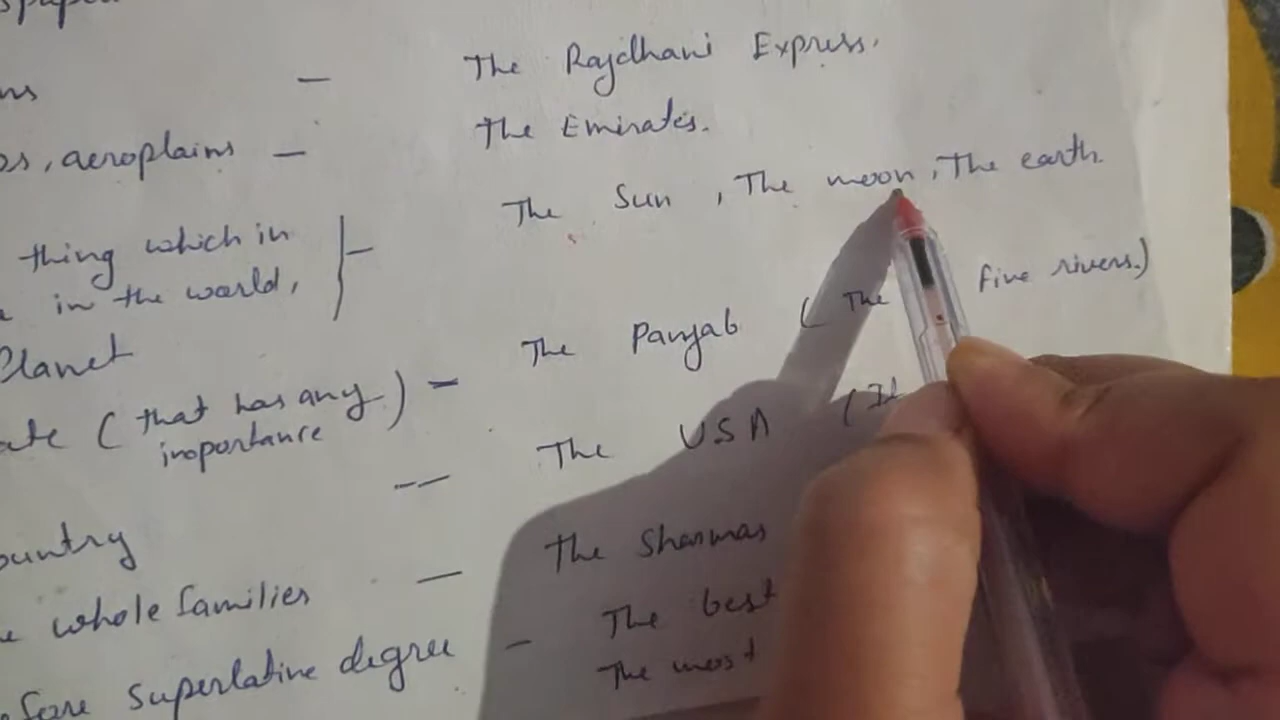 The Rajdhani Express.
ns —
, aeroplains — The Emirates.
thing which in — The Sun , The moon , The earth.
in the world,
Planet
ate ( that has any inoportance ) — The Panjab ( The five rivers.)
ountry -- The USA (
whole families — The Sharmas
superlative degree — The best
The most